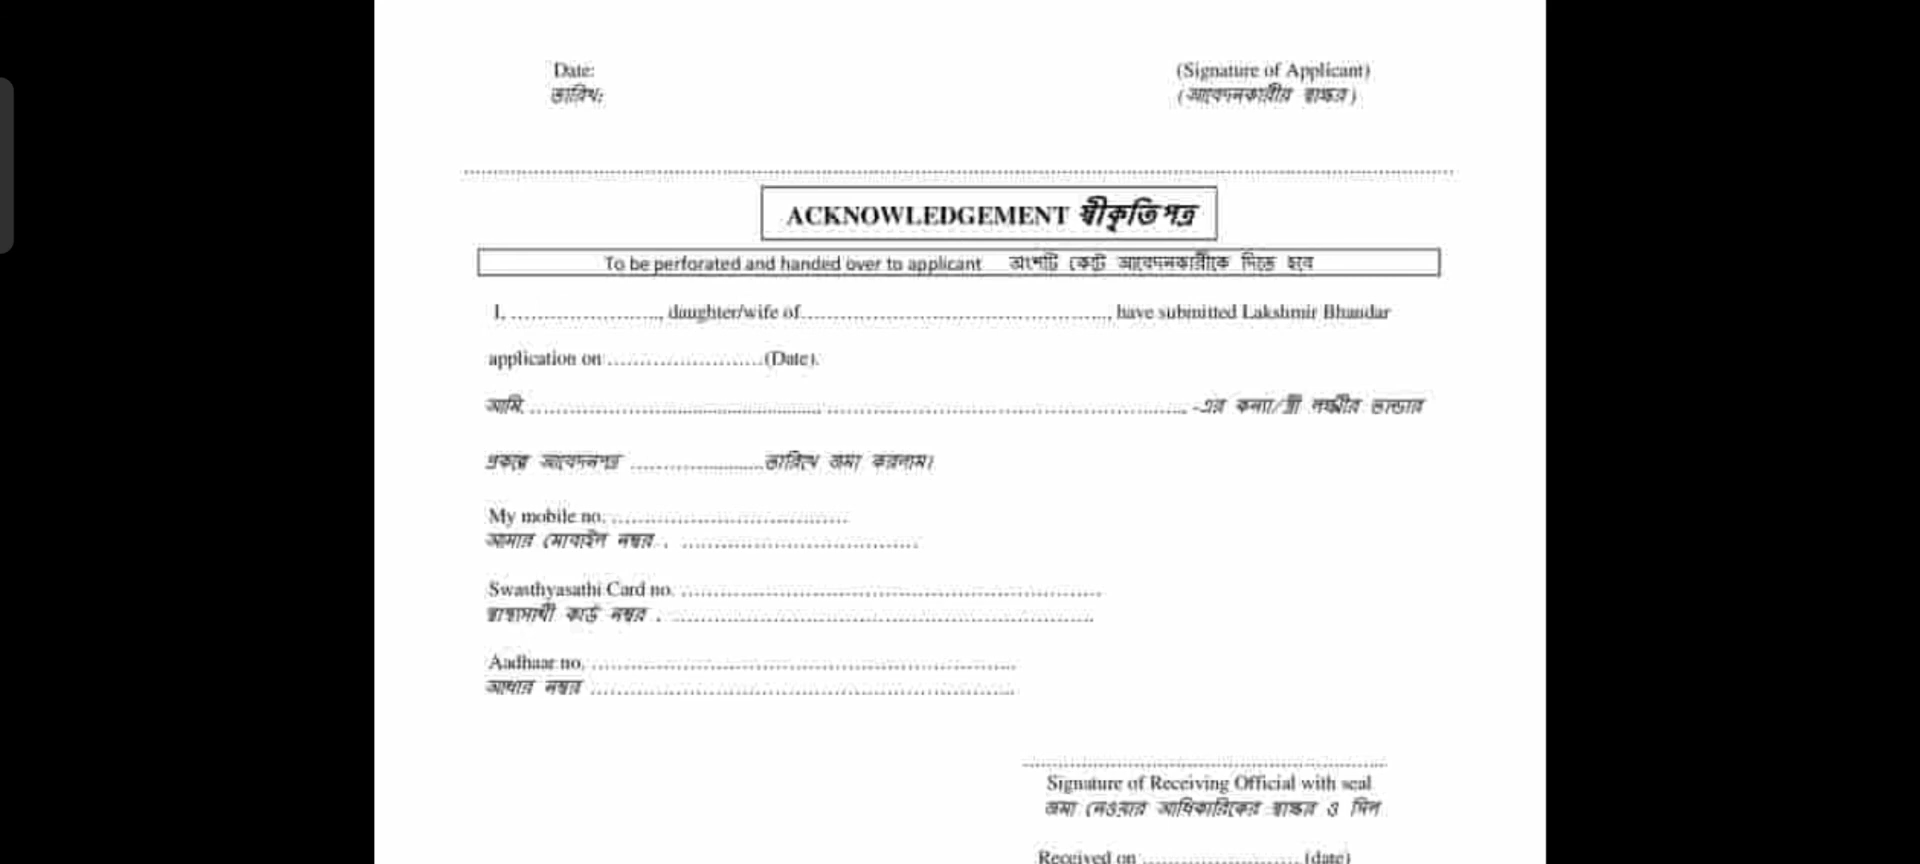 Date:
(Signature of Applicant)
তারিখ:
(আবেদনকারীর স্বাক্ষর)
ACKNOWLEDGEMENT স্বীকৃতিপত্র
To be perforated and handed over to applicant অংশটি কেটে আবেদনকারীকে দিতে হবে
I, ........................, daughter/wife of................................................, have submitted Lakshmir Bhandar
application on ........................(Date).
আমি, ............................................. ......................................................... -এর কন্যা/স্ত্রী লক্ষ্মীর ভান্ডার
প্রকল্পে আবেদনপত্র ........................তারিখে জমা করলাম।
My mobile no. .....................................
আমার মোবাইল নম্বর . .....................................
Swasthyasathi Card no. .................................................................
স্বাস্থ্যসাথী কার্ড নম্বর . .................................................................
Aadhaar no. .................................................................
আধার নম্বর .................................................................
Signature of Receiving Official with seal
জমা নেওয়ার আধিকারিকের স্বাক্ষর ও সিল
Received on ........................ (date)